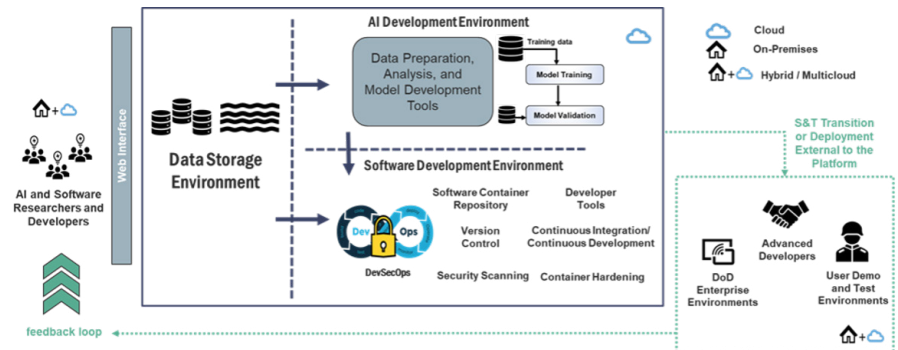 AI Development Environment
Training data
Data Preparation,
Analysis, and
Model Development
Tools
Model Training
Model Validation
Web Interface
Data Storage
Environment
Software Development Environment
Software Container
Repository
Developer
Tools
Dev
Ops
Version
Control
Continuous Integration/
Continuous Development
DevSecOps
Security Scanning
Container Hardening
+
AI and Software
Researchers and
Developers
feedback loop
Cloud
On-Premises
+
Hybrid / Multicloud
S&T Transition
or Deployment
External to the
Platform
Advanced
Developers
DoD
Enterprise
Environments
User Demo
and Test
Environments
+